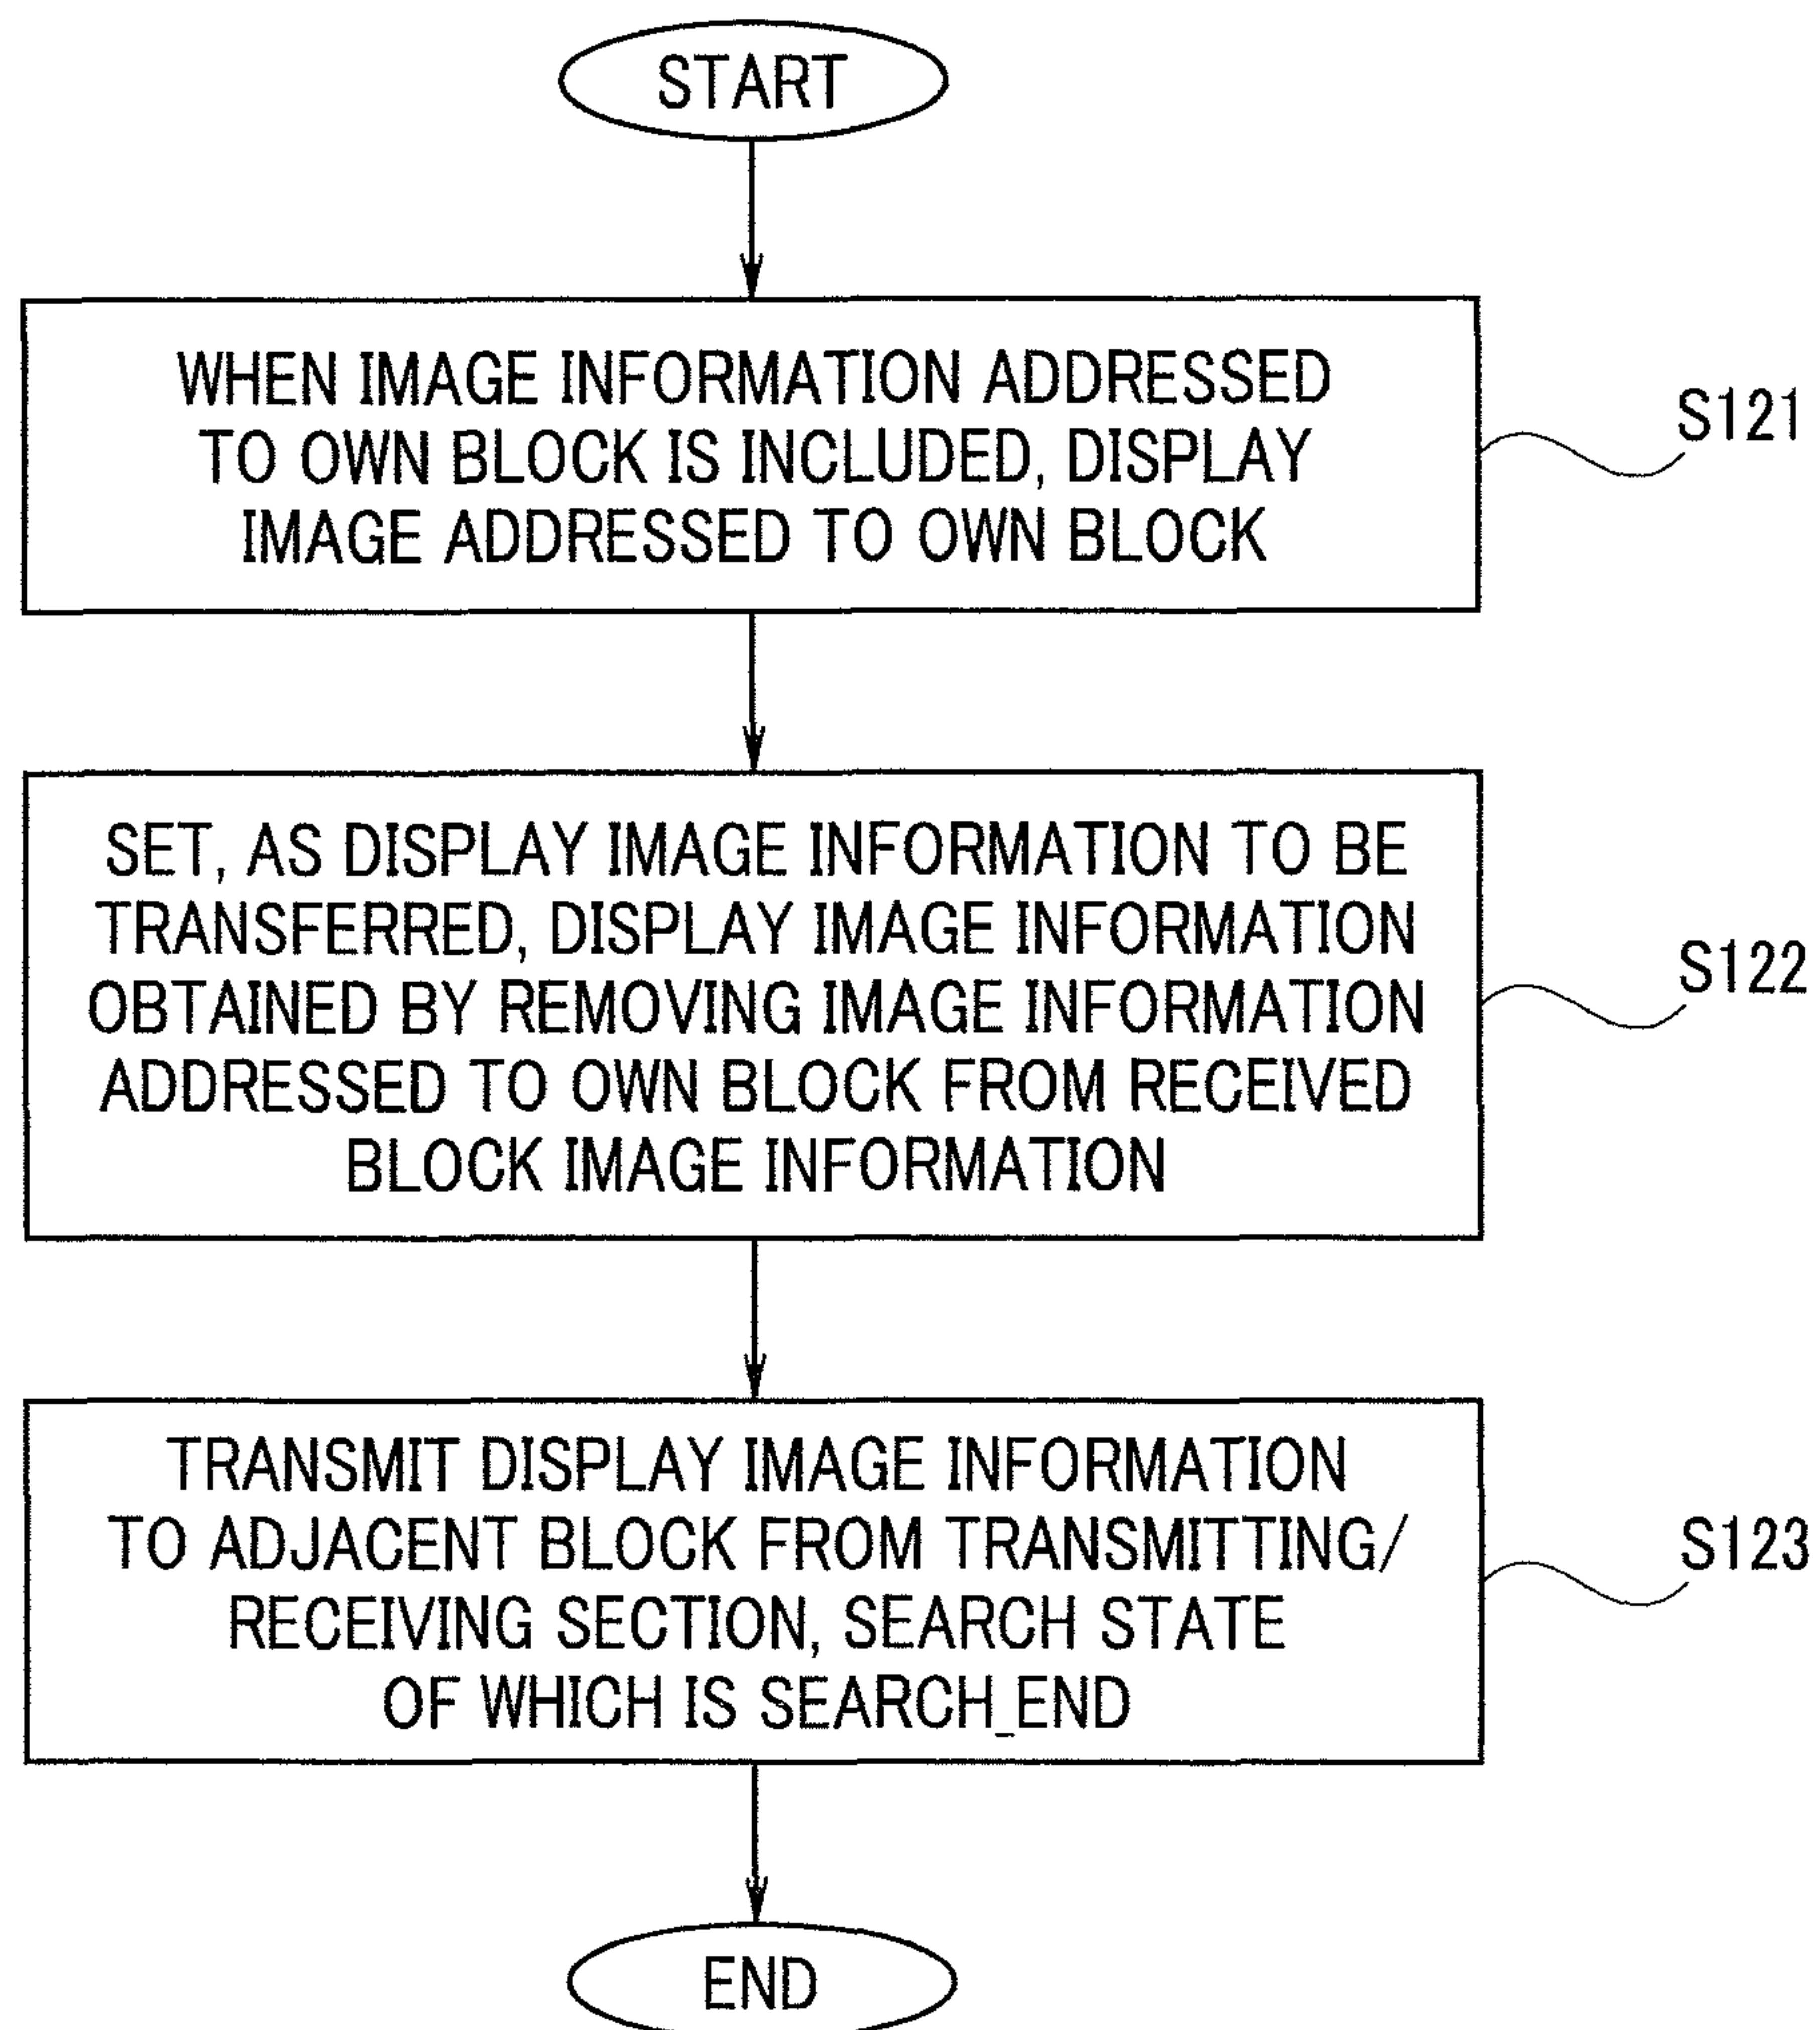 START
WHEN IMAGE INFORMATION ADDRESSED
TO OWN BLOCK IS INCLUDED, DISPLAY
IMAGE ADDRESSED TO OWN BLOCK
S121
SET, AS DISPLAY IMAGE INFORMATION TO BE
TRANSFERRED, DISPLAY IMAGE INFORMATION
OBTAINED BY REMOVING IMAGE INFORMATION
ADDRESSED TO OWN BLOCK FROM RECEIVED
BLOCK IMAGE INFORMATION
S122
TRANSMIT DISPLAY IMAGE INFORMATION
TO ADJACENT BLOCK FROM TRANSMITTING/
RECEIVING SECTION, SEARCH STATE
OF WHICH IS SEARCH_END
S123
END